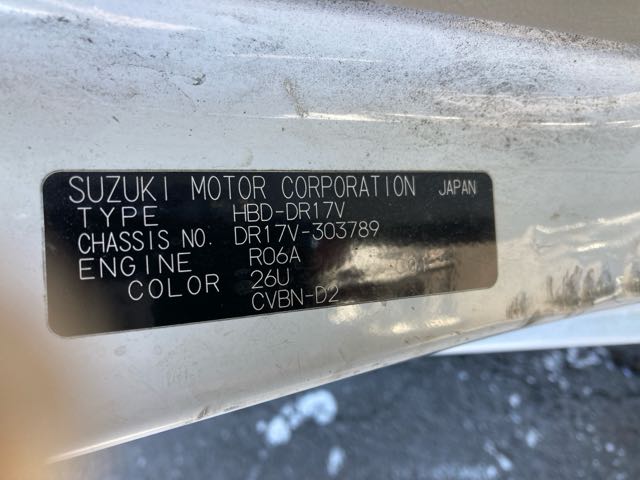 SUZUKI MOTOR CORPORATION JAPAN
TYPE HBD-DR17V
CHASSIS NO. DR17V-303789
ENGINE R06A
COLOR 26U
CVBN-D2